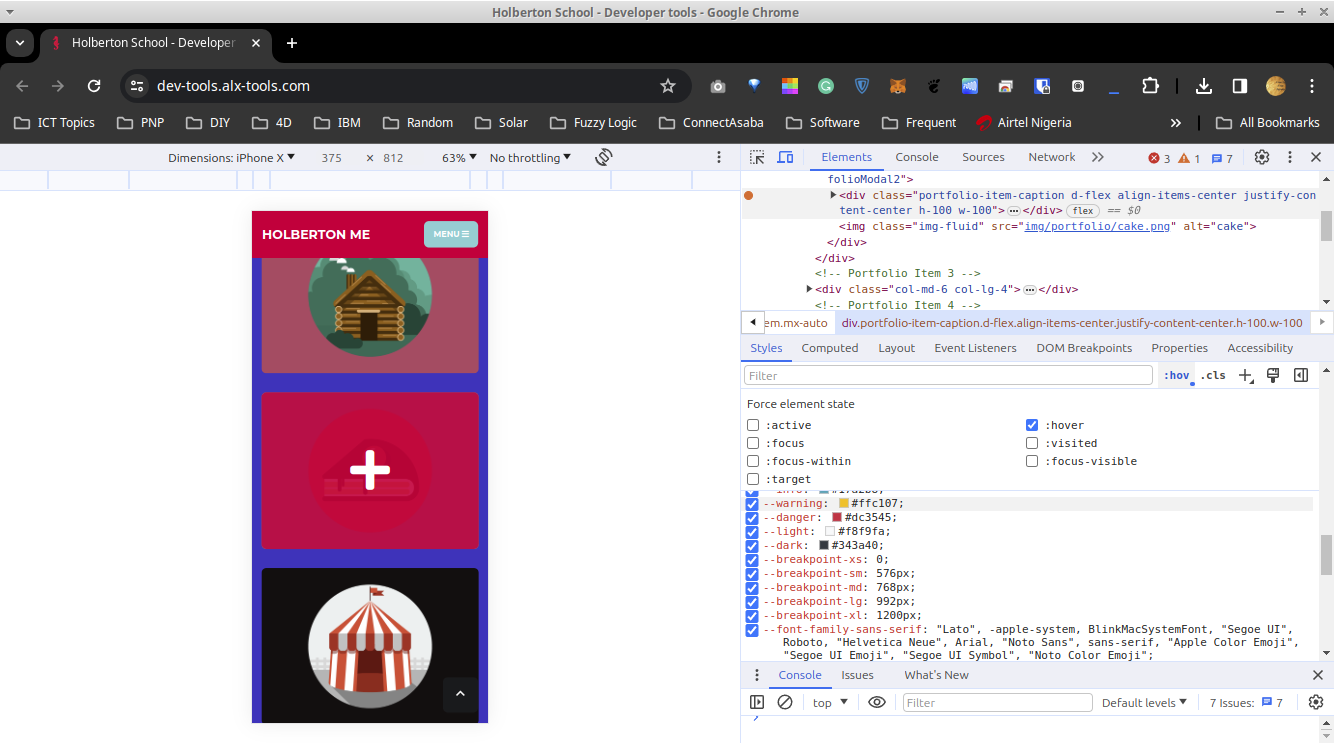 Holberton School - Developer tools - Google Chrome
Holberton School - Developer
dev-tools.alx-tools.com
ICT Topics PNP DIY 4D IBM Random Solar Fuzzy Logic ConnectAsaba Software Frequent Airtel Nigeria All Bookmarks
Dimensions: iPhone X 375 × 812 63% No throttling
Elements Console Sources Network 3 1 7
HOLBERTON ME
MENU
folioModal2">
<div class="portfolio-item-caption d-flex align-items-center justify-con
tent-center h-100 w-100">…</div> flex == $0
<img class="img-fluid" src="img/portfolio/cake.png" alt="cake">
</div>
</div>
<!-- Portfolio Item 3 -->
<div class="col-md-6 col-lg-4">…</div>
<!-- Portfolio Item 4 -->
em.mx-auto div.portfolio-item-caption.d-flex.align-items-center.justify-content-center.h-100.w-100
Styles Computed Layout Event Listeners DOM Breakpoints Properties Accessibility
Filter :hov .cls
Force element state
:active :hover
:focus :visited
:focus-within :focus-visible
:target
--info: #17a2b8;
--warning: #ffc107;
--danger: #dc3545;
--light: #f8f9fa;
--dark: #343a40;
--breakpoint-xs: 0;
--breakpoint-sm: 576px;
--breakpoint-md: 768px;
--breakpoint-lg: 992px;
--breakpoint-xl: 1200px;
--font-family-sans-serif: "Lato", -apple-system, BlinkMacSystemFont, "Segoe UI",
Roboto, "Helvetica Neue", Arial, "Noto Sans", sans-serif, "Apple Color Emoji",
"Segoe UI Emoji", "Segoe UI Symbol", "Noto Color Emoji";
Console Issues What's New
top Filter Default levels 7 Issues: 7